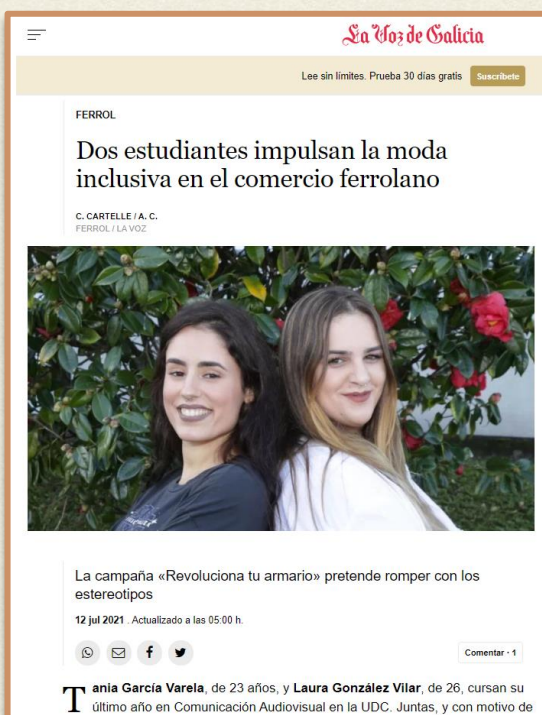 La Voz de Galicia
Lee sin límites. Prueba 30 días gratis
Suscríbete
FERROL
Dos estudiantes impulsan la moda
inclusiva en el comercio ferrolano
C. CARTELLE / A. C.
FERROL / LA VOZ
La campaña «Revoluciona tu armario» pretende romper con los
estereotipos
12 jul 2021 . Actualizado a las 05:00 h.
Comentar · 1
Tania García Varela, de 23 años, y Laura González Vilar, de 26, cursan su
último año en Comunicación Audiovisual en la UDC. Juntas, y con motivo de